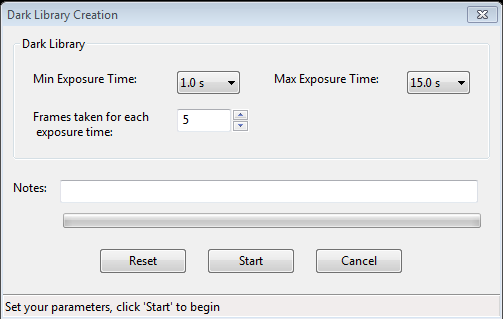 Dark Library Creation
Dark Library
Min Exposure Time: 1.0 s Max Exposure Time: 15.0 s
Frames taken for each
exposure time: 5
Notes:
Reset Start Cancel
Set your parameters, click 'Start' to begin